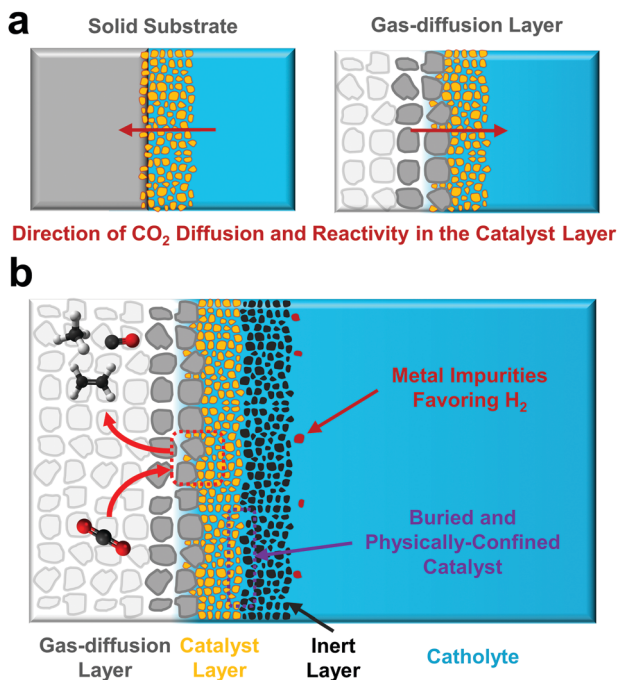 a
Solid Substrate
Gas-diffusion Layer
Direction of CO₂ Diffusion and Reactivity in the Catalyst Layer
b
Metal Impurities
Favoring H₂
Buried and
Physically-Confined
Catalyst
Gas-diffusion
Layer
Catalyst
Layer
Inert
Layer
Catholyte